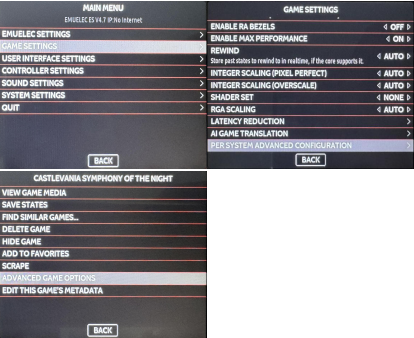 MAIN MENU
EMUELEC ES V4.7 IP:No Internet
EMUELEC SETTINGS
GAME SETTINGS
USER INTERFACE SETTINGS
CONTROLLER SETTINGS
SOUND SETTINGS
SYSTEM SETTINGS
QUIT
BACK
GAME SETTINGS
ENABLE RA BEZELS OFF
ENABLE MAX PERFORMANCE ON
REWIND AUTO
Store past states to rewind to in realtime, if the core supports it.
INTEGER SCALING (PIXEL PERFECT) AUTO
INTEGER SCALING (OVERSCALE) AUTO
SHADER SET NONE
RGA SCALING AUTO
LATENCY REDUCTION
AI GAME TRANSLATION
PER SYSTEM ADVANCED CONFIGURATION
BACK
CASTLEVANIA SYMPHONY OF THE NIGHT
VIEW GAME MEDIA
SAVE STATES
FIND SIMILAR GAMES...
DELETE GAME
HIDE GAME
ADD TO FAVORITES
SCRAPE
ADVANCED GAME OPTIONS
EDIT THIS GAME'S METADATA
BACK